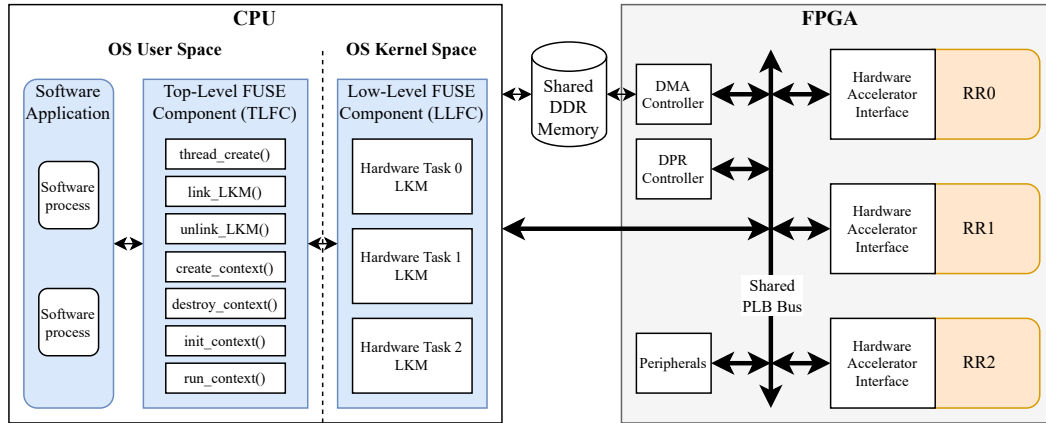 CPU
OS User Space
OS Kernel Space
Software
Application
Software
process
Software
process
Top-Level FUSE
Component (TLFC)
thread_create()
link_LKM()
unlink_LKM()
create_context()
destroy_context()
init_context()
run_context()
Low-Level FUSE
Component (LLFC)
Hardware Task 0
LKM
Hardware Task 1
LKM
Hardware Task 2
LKM
Shared
DDR
Memory
FPGA
DMA
Controller
DPR
Controller
Peripherals
Shared
PLB Bus
Hardware
Accelerator
Interface
RR0
Hardware
Accelerator
Interface
RR1
Hardware
Accelerator
Interface
RR2